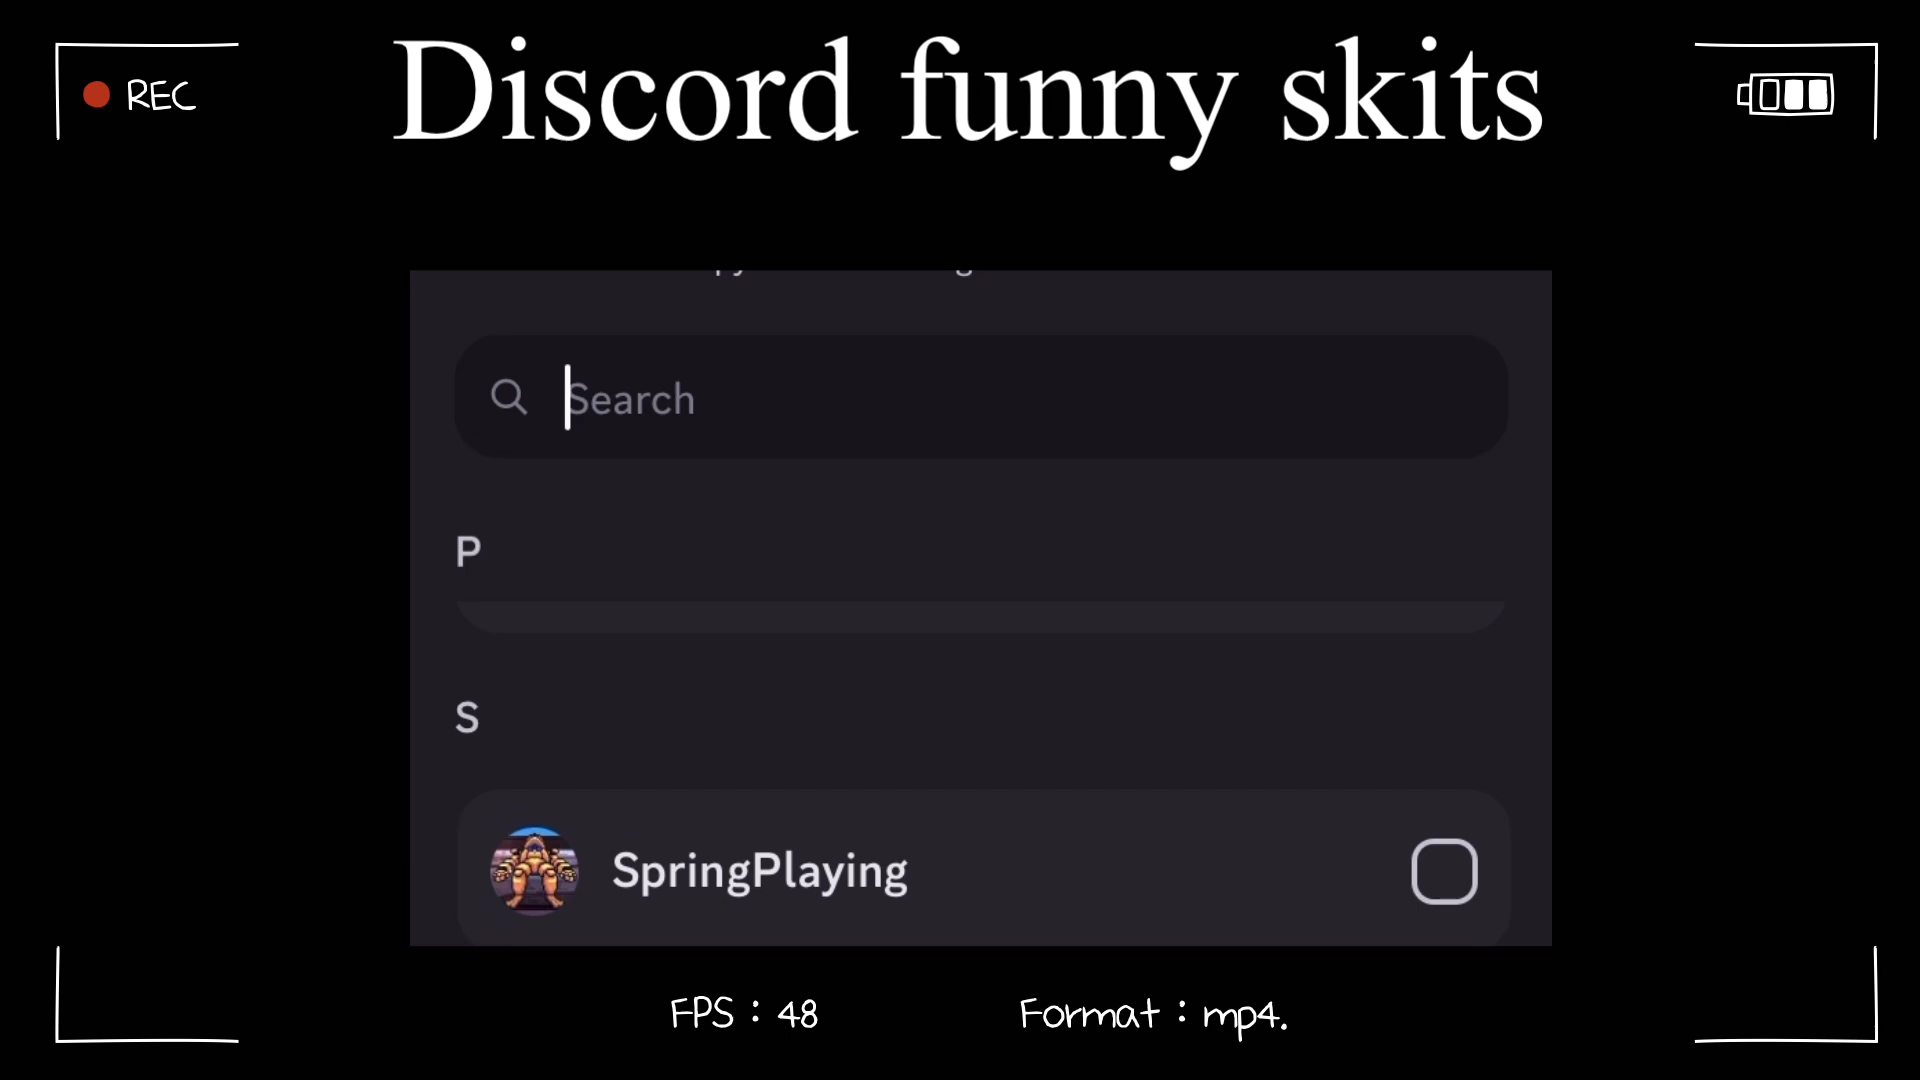 Discord funny skits
REC
Search
P
S
SpringPlaying
FPS : 48
Format : mp4.